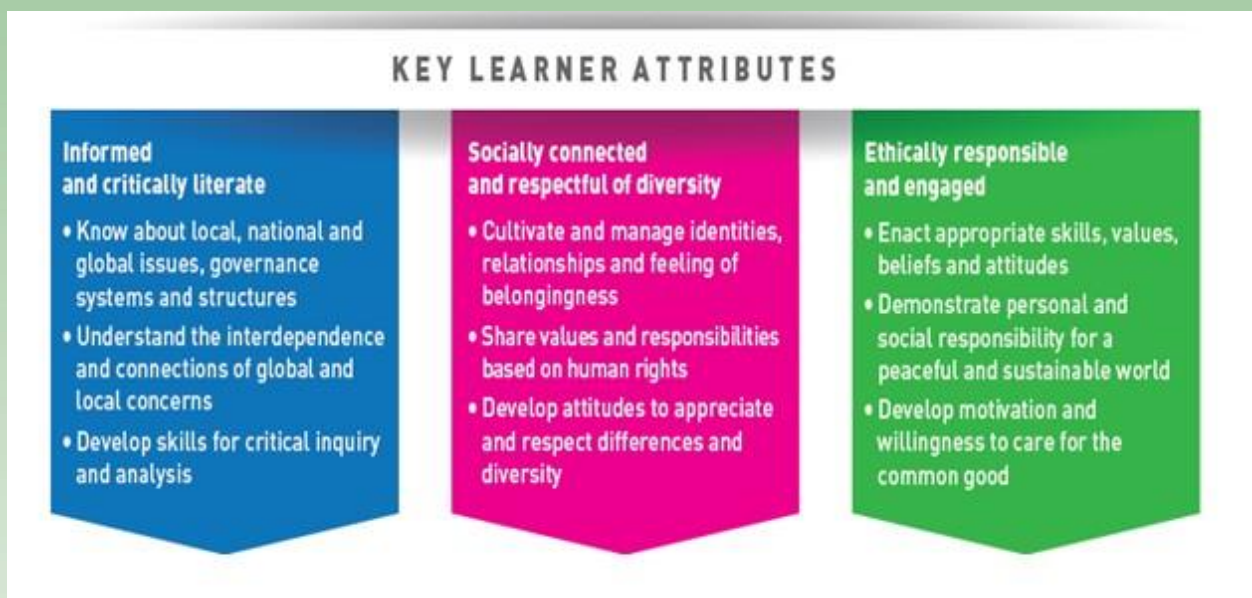 KEY LEARNER ATTRIBUTES
Informed
and critically literate
• Know about local, national and
global issues, governance
systems and structures
• Understand the interdependence
and connections of global and
local concerns
• Develop skills for critical inquiry
and analysis
Socially connected
and respectful of diversity
• Cultivate and manage identities,
relationships and feeling of
belongingness
• Share values and responsibilities
based on human rights
• Develop attitudes to appreciate
and respect differences and
diversity
Ethically responsible
and engaged
• Enact appropriate skills, values,
beliefs and attitudes
• Demonstrate personal and
social responsibility for a
peaceful and sustainable world
• Develop motivation and
willingness to care for the
common good